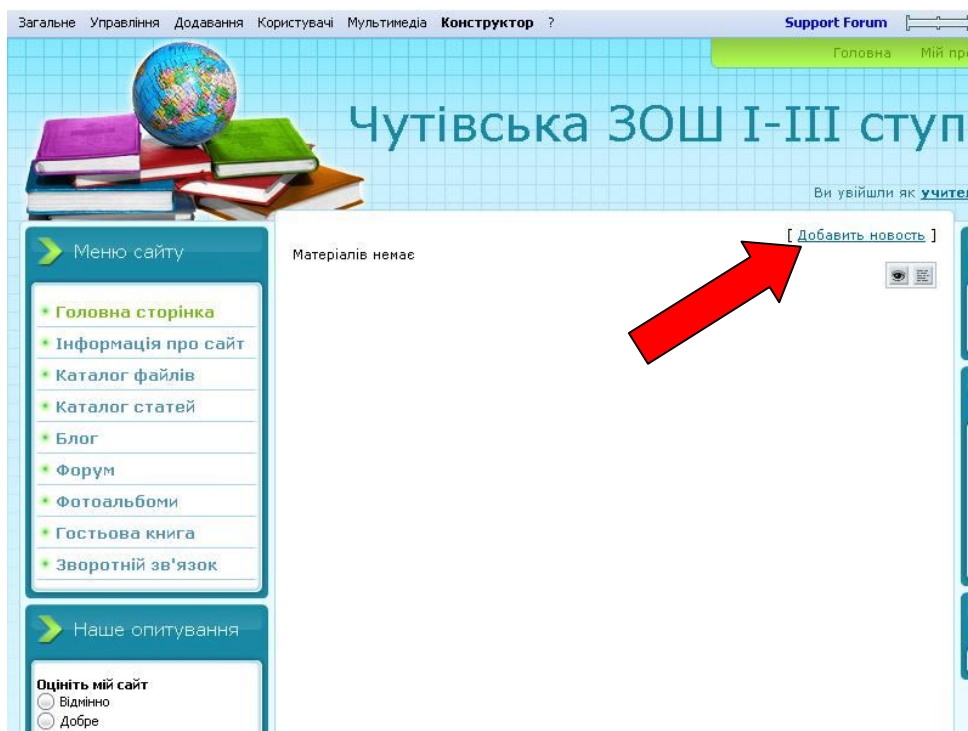 Загальне Управління Додавання Користувачі Мультимедіа Конструктор ? Support Forum
Головна Мій
Чутівська ЗОШ І-ІІІ
Ви увійшли як
Меню сайту
[ Добавить новость ]
Матеріалів немає
Головна сторінка
Інформація про сайт
Каталог файлів
Каталог статей
Блог
Форум
Фотоальбоми
Гостьова книга
Зворотній зв'язок
Наше опитування
Оцініть мій сайт
Відмінно
Добре